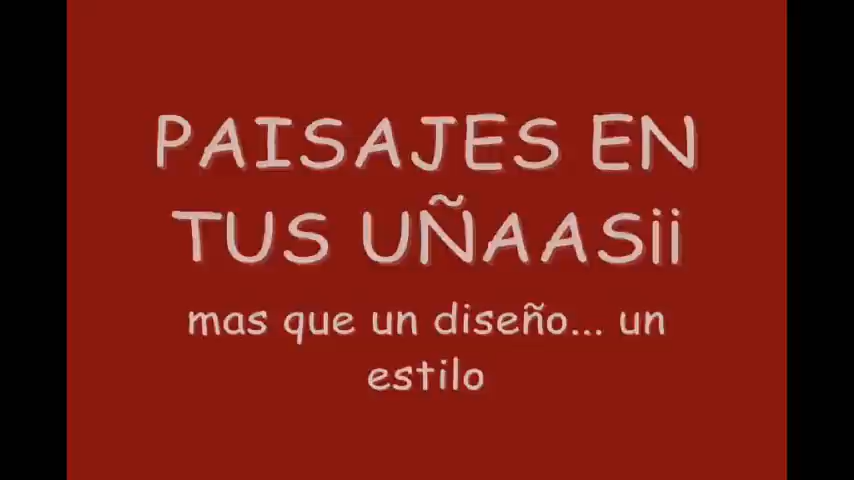 PAISAJES EN
TUS UÑAASii
mas que un diseño... un
estilo